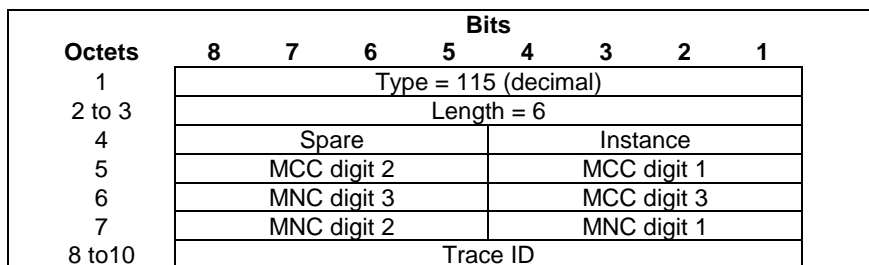 Bits
Octets 8 7 6 5 4 3 2 1
1 Type = 115 (decimal)
2 to 3 Length = 6
4 Spare Instance
5 MCC digit 2 MCC digit 1
6 MNC digit 3 MCC digit 3
7 MNC digit 2 MNC digit 1
8 to10 Trace ID